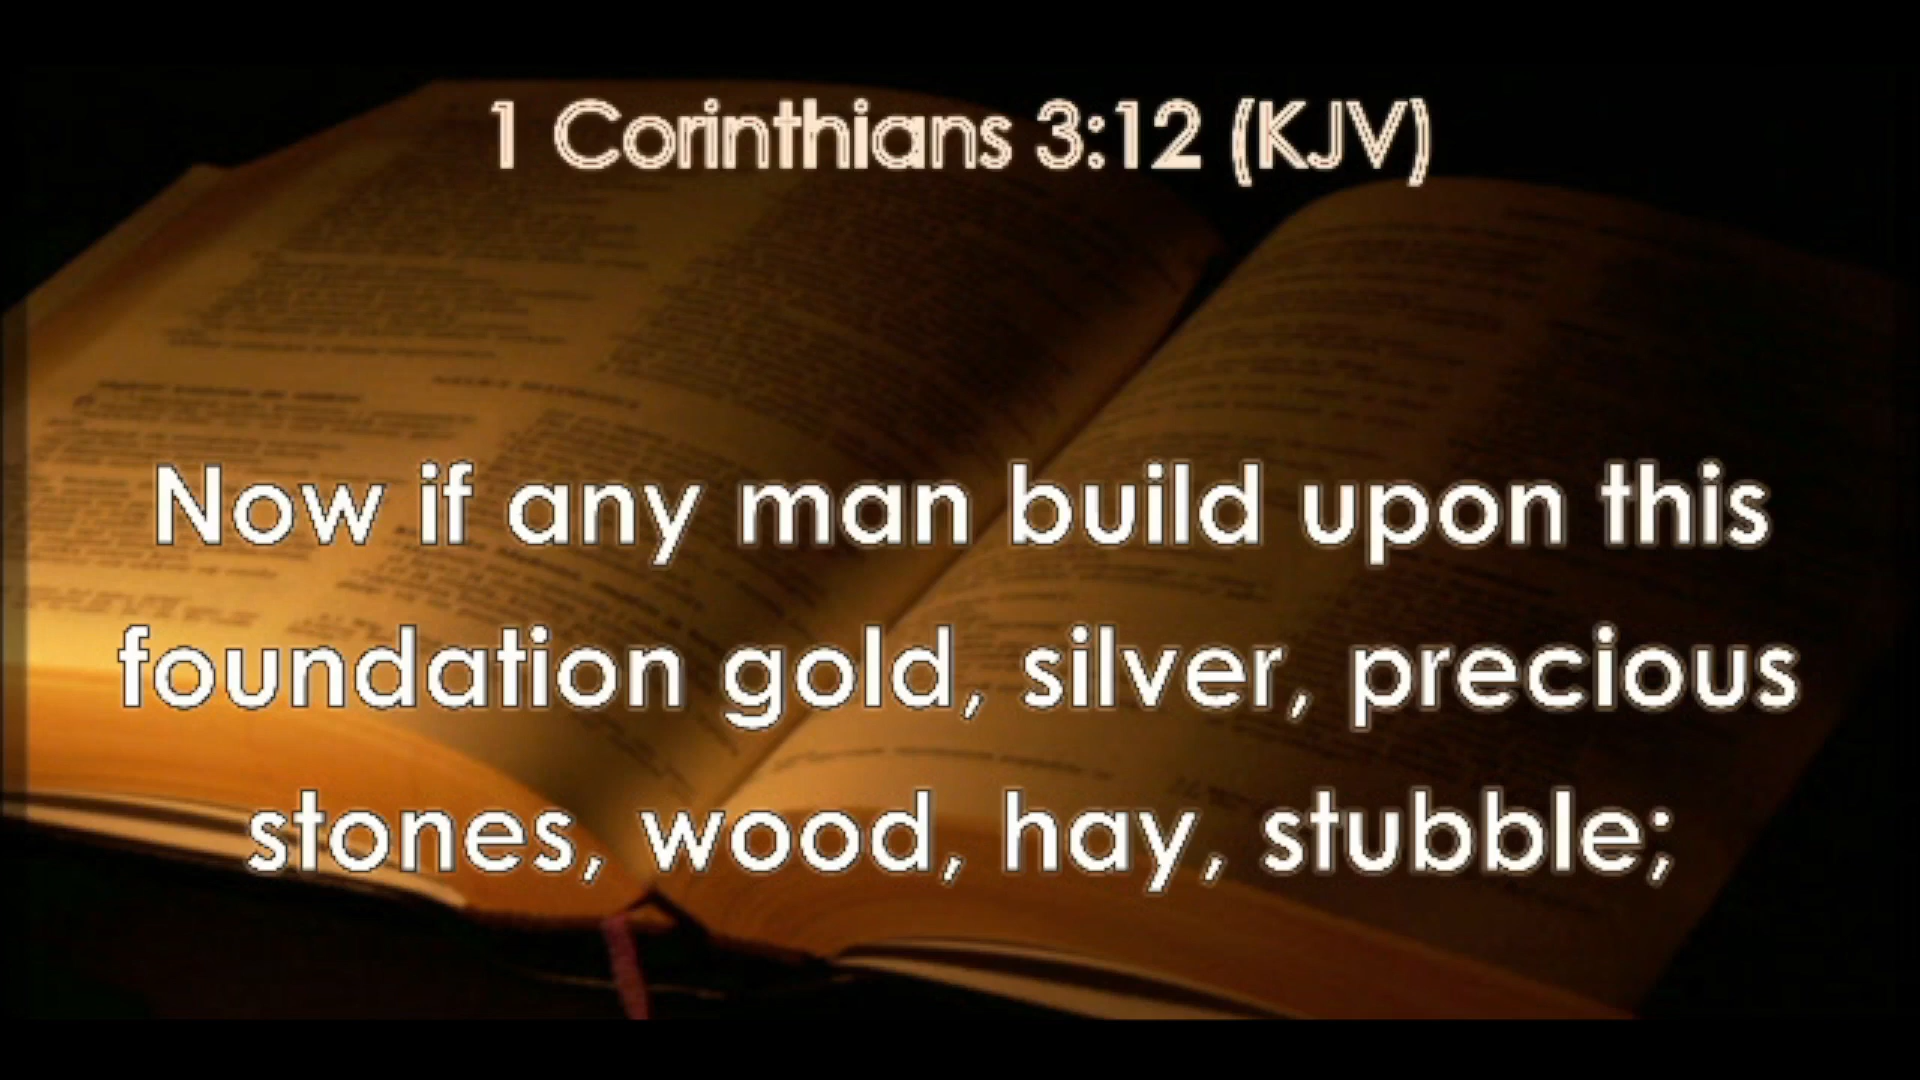 1 Corinthians 3:12 (KJV)
Now if any man build upon this
foundation gold, silver, precious
stones, wood, hay, stubble;